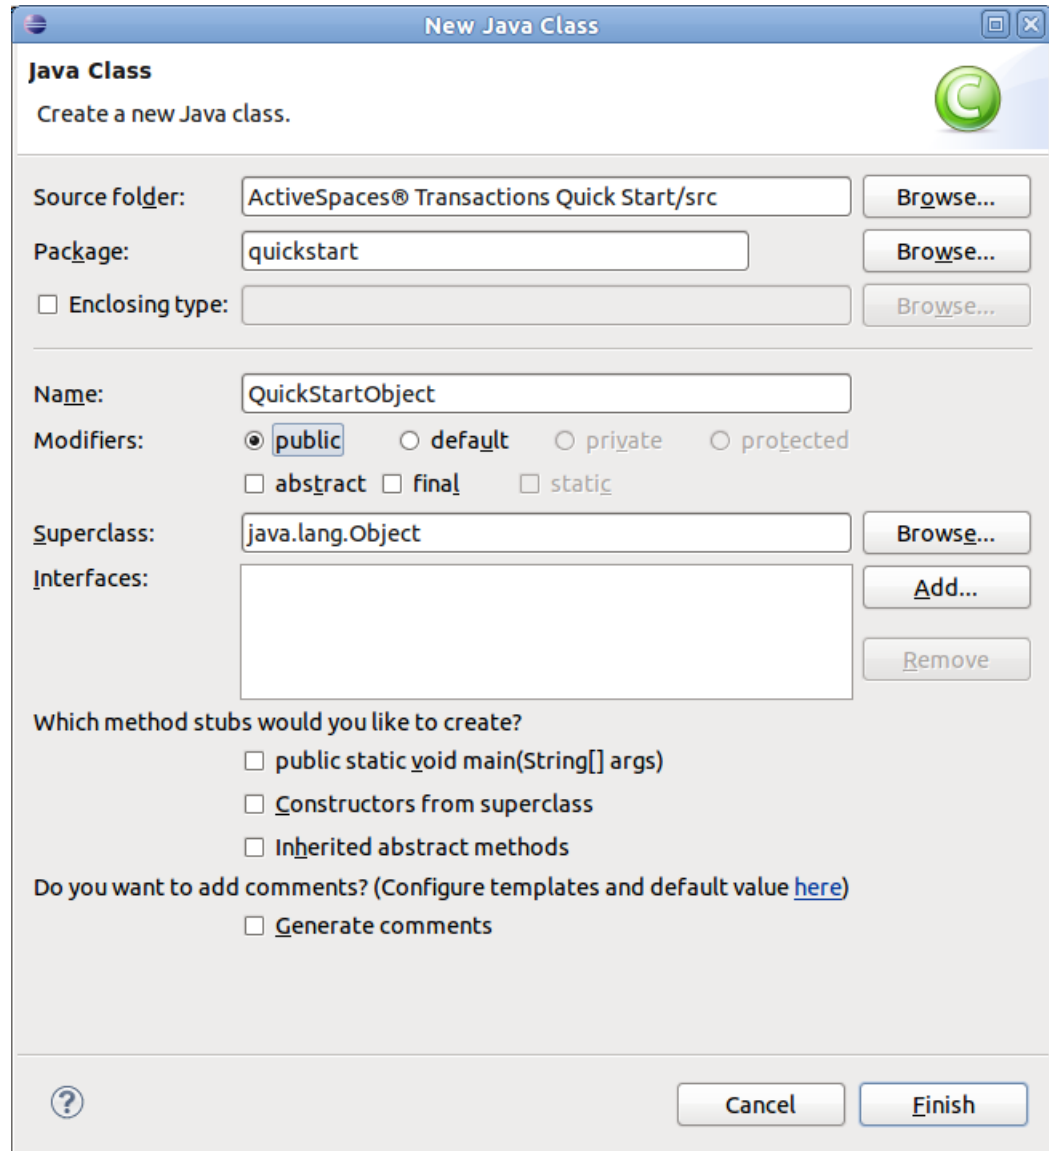 New Java Class
Java Class
Create a new Java class.
C
Source folder: ActiveSpaces® Transactions Quick Start/src Browse...
Package: quickstart Browse...
Enclosing type: Browse...
Name: QuickStartObject
Modifiers: public default private protected
abstract final static
Superclass: java.lang.Object Browse...
Interfaces: Add...
Remove
Which method stubs would you like to create?
public static void main(String[] args)
Constructors from superclass
Inherited abstract methods
Do you want to add comments? (Configure templates and default value here)
Generate comments
? Cancel Finish